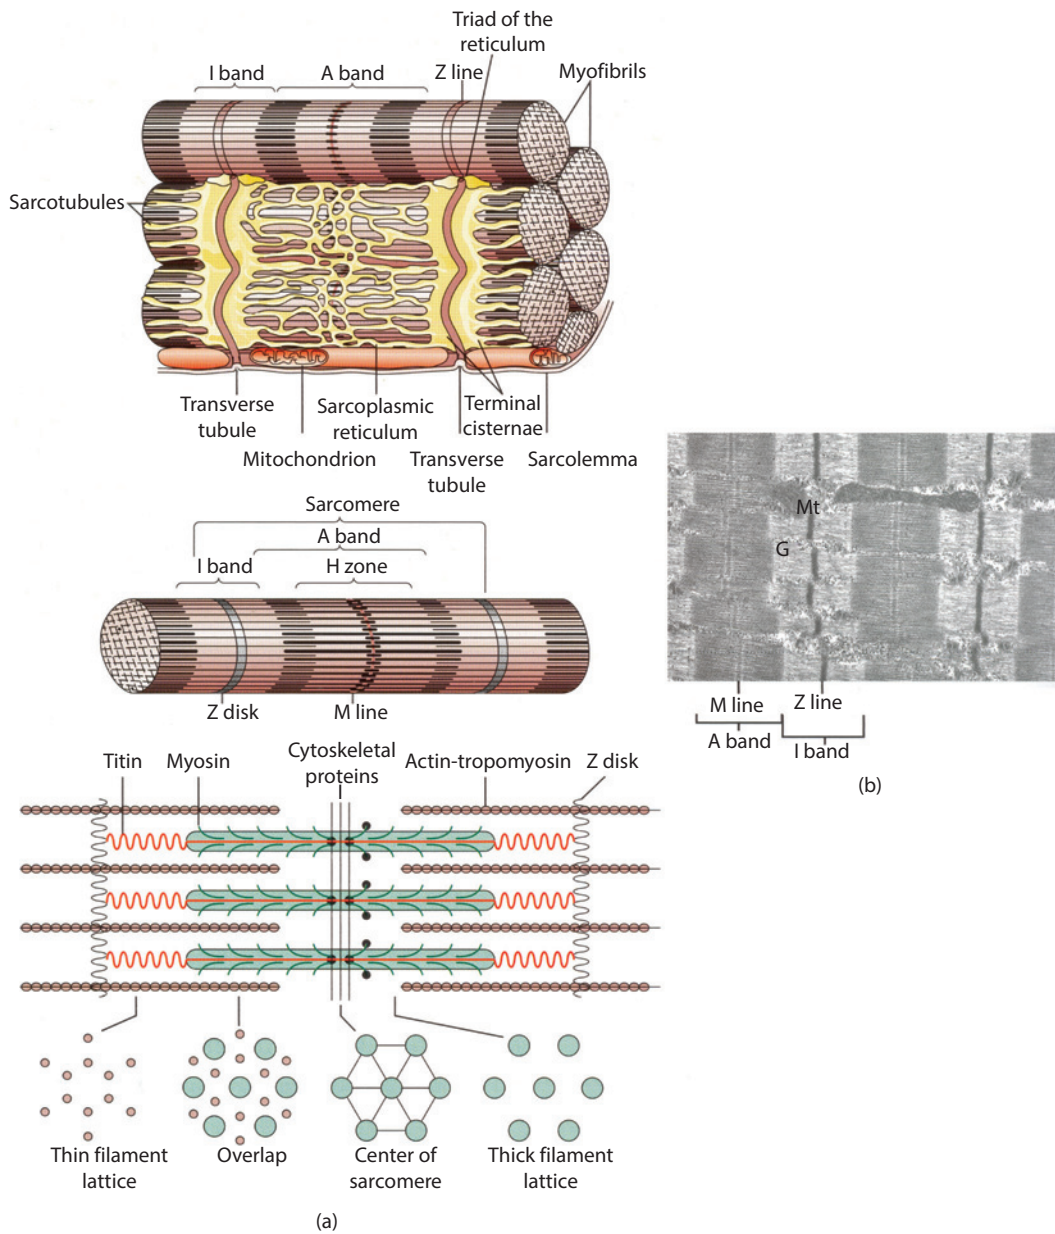 Triad of the
reticulum
I band
A band
Z line
Myofibrils
Sarcotubules
Transverse
tubule
Sarcoplasmic
reticulum
Terminal
cisternae
Mitochondrion
Transverse
tubule
Sarcolemma
Sarcomere
A band
I band
H zone
Z disk
M line
Mt
G
M line
Z line
A band
I band
(b)
Titin
Myosin
Cytoskeletal
proteins
Actin-tropomyosin
Z disk
Thin filament
lattice
Overlap
Center of
sarcomere
Thick filament
lattice
(a)